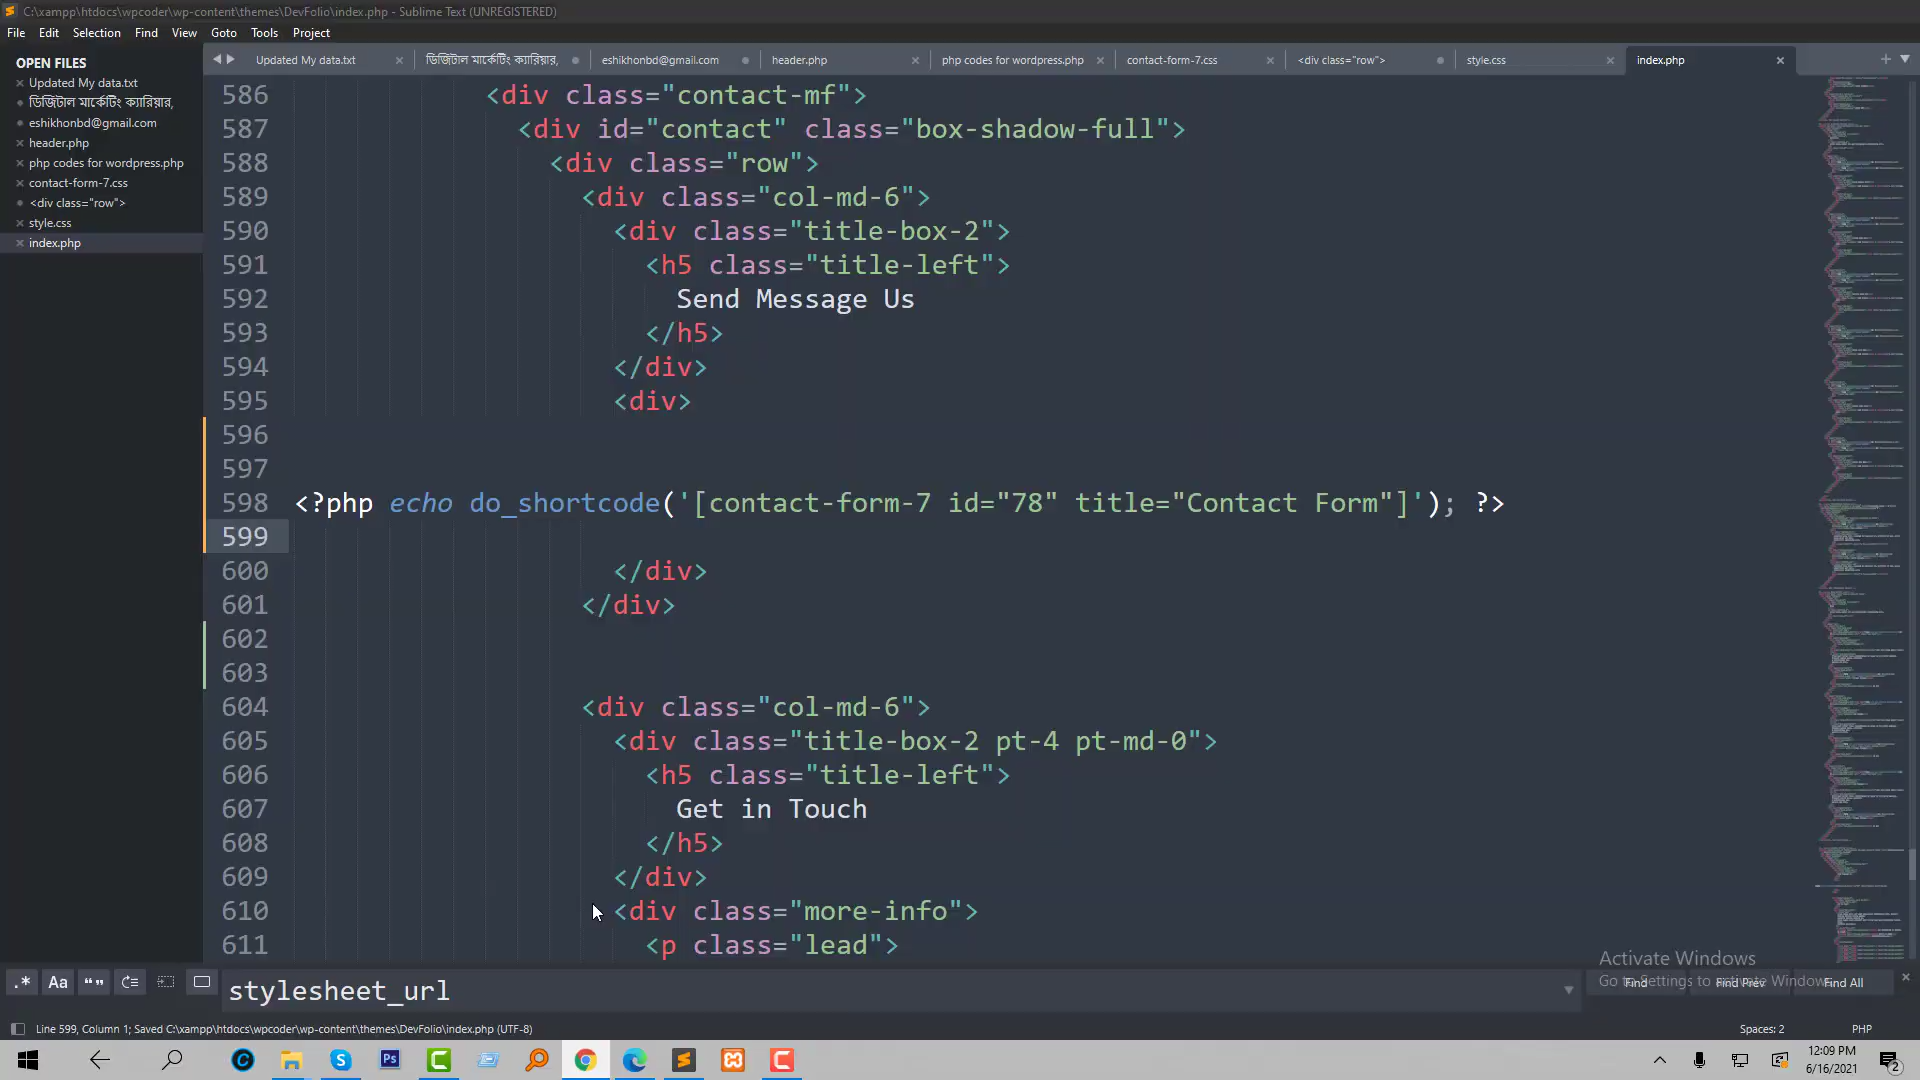 C:\xampp\htdocs\wpcoder\wp-content\themes\DevFolio\index.php - Sublime Text (UNREGISTERED)
File Edit Selection Find View Goto Tools Project
OPEN FILES
Updated My data.txt
ডিজিটাল মার্কেটিং ক্যারিয়ার,
eshikhonbd@gmail.com
header.php
php codes for wordpress.php
contact-form-7.css
<div class="row">
style.css
index.php
Updated My data.txt ডিজিটাল মার্কেটিং ক্যারিয়ার, eshikhonbd@gmail.com header.php php codes for wordpress.php contact-form-7.css <div class="row"> style.css index.php
586 <div class="contact-mf">
587 <div id="contact" class="box-shadow-full">
588 <div class="row">
589 <div class="col-md-6">
590 <div class="title-box-2">
591 <h5 class="title-left">
592 Send Message Us
593 </h5>
594 </div>
595 <div>
596
597
598 <?php echo do_shortcode('[contact-form-7 id="78" title="Contact Form"]'); ?>
599
600 </div>
601 </div>
602
603
604 <div class="col-md-6">
605 <div class="title-box-2 pt-4 pt-md-0">
606 <h5 class="title-left">
607 Get in Touch
608 </h5>
609 </div>
610 <div class="more-info">
611 <p class="lead">
Activate Windows
Go to Settings to activate Windows.
.* Aa “” stylesheet_url Find Find Prev Find All
Line 599, Column 1; Saved C:\xampp\htdocs\wpcoder\wp-content\themes\DevFolio\index.php (UTF-8) Spaces: 2 PHP
Ps
12:09 PM
6/16/2021
2